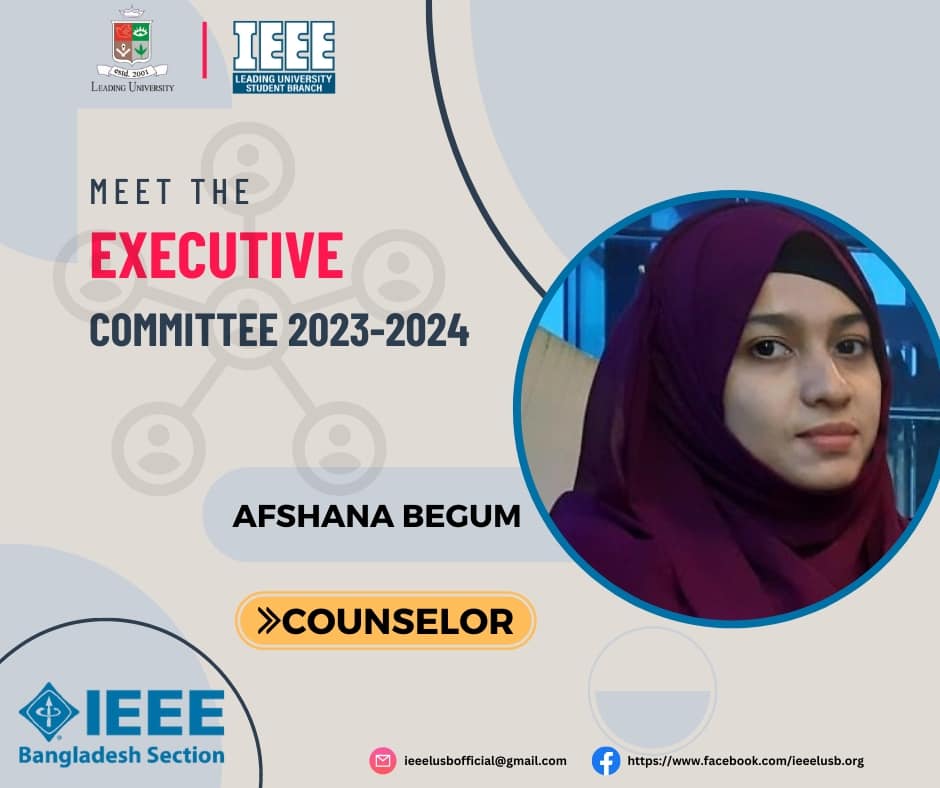 estd. 2001
LEADING UNIVERSITY
IEEE
LEADING UNIVERSITY
STUDENT BRANCH
MEET THE
EXECUTIVE
COMMITTEE 2023-2024
AFSHANA BEGUM
COUNSELOR
IEEE
Bangladesh Section
ieeelusbofficial@gmail.com
https://www.facebook.com/ieeelusb.org